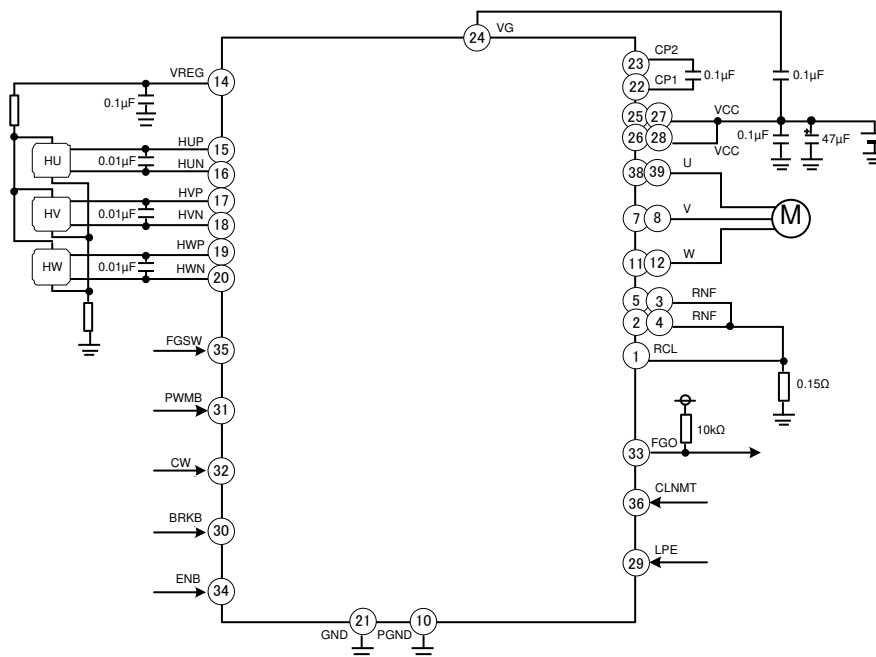 24
VG
VREG
14
0.1µF
HUP
15
HU
0.01µF
HUN
16
HVP
17
HV
0.01µF
HVN
18
HWP
19
HW
0.01µF
HWN
20
FGSW
35
PWMB
31
CW
32
BRKB
30
ENB
34
21
GND
10
PGND
23
CP2
22
CP1
0.1µF
0.1µF
25 27
VCC
26 28
VCC
0.1µF
+
47µF
38 39
U
7 8
V
M
11 12
W
5 3
RNF
2 4
RNF
1
RCL
0.15Ω
10kΩ
33
FGO
36
CLNMT
29
LPE